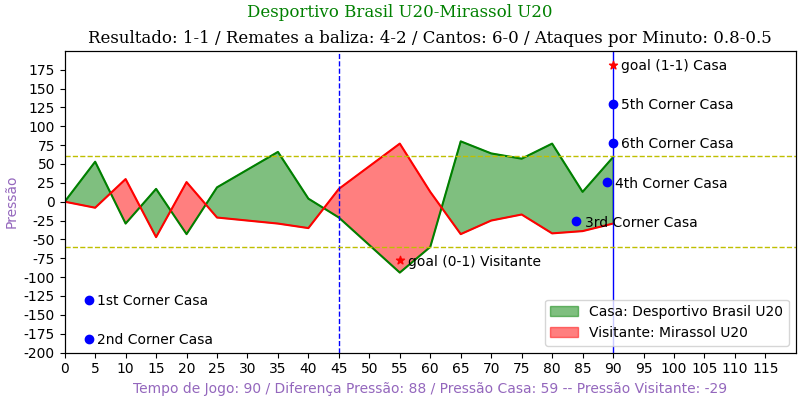 Desportivo Brasil U20-Mirassol U20
Resultado: 1-1 / Remates a baliza: 4-2 / Cantos: 6-0 / Ataques por Minuto: 0.8-0.5
175
150
125
100
75
50
25
0
-25
-50
-75
-100
-125
-150
-175
-200
Pressão
goal (1-1) Casa
5th Corner Casa
6th Corner Casa
4th Corner Casa
3rd Corner Casa
goal (0-1) Visitante
1st Corner Casa
2nd Corner Casa
Casa: Desportivo Brasil U20
Visitante: Mirassol U20
0 5 10 15 20 25 30 35 40 45 50 55 60 65 70 75 80 85 90 95 100 105 110 115
Tempo de Jogo: 90 / Diferença Pressão: 88 / Pressão Casa: 59 -- Pressão Visitante: -29